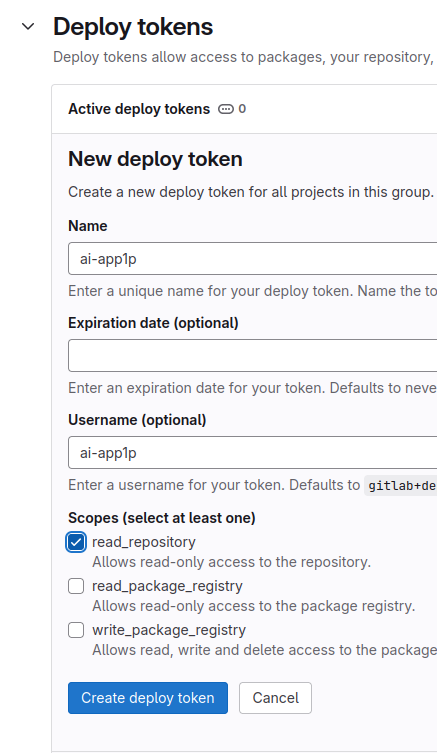 Deploy tokens
Deploy tokens allow access to packages, your repository,
Active deploy tokens 0
New deploy token
Create a new deploy token for all projects in this group.
Name
ai-app1p
Enter a unique name for your deploy token. Name the to
Expiration date (optional)
Enter an expiration date for your token. Defaults to neve
Username (optional)
ai-app1p
Enter a username for your token. Defaults to gitlab+de
Scopes (select at least one)
read_repository
Allows read-only access to the repository.
read_package_registry
Allows read-only access to the package registry.
write_package_registry
Allows read, write and delete access to the package
Create deploy token Cancel